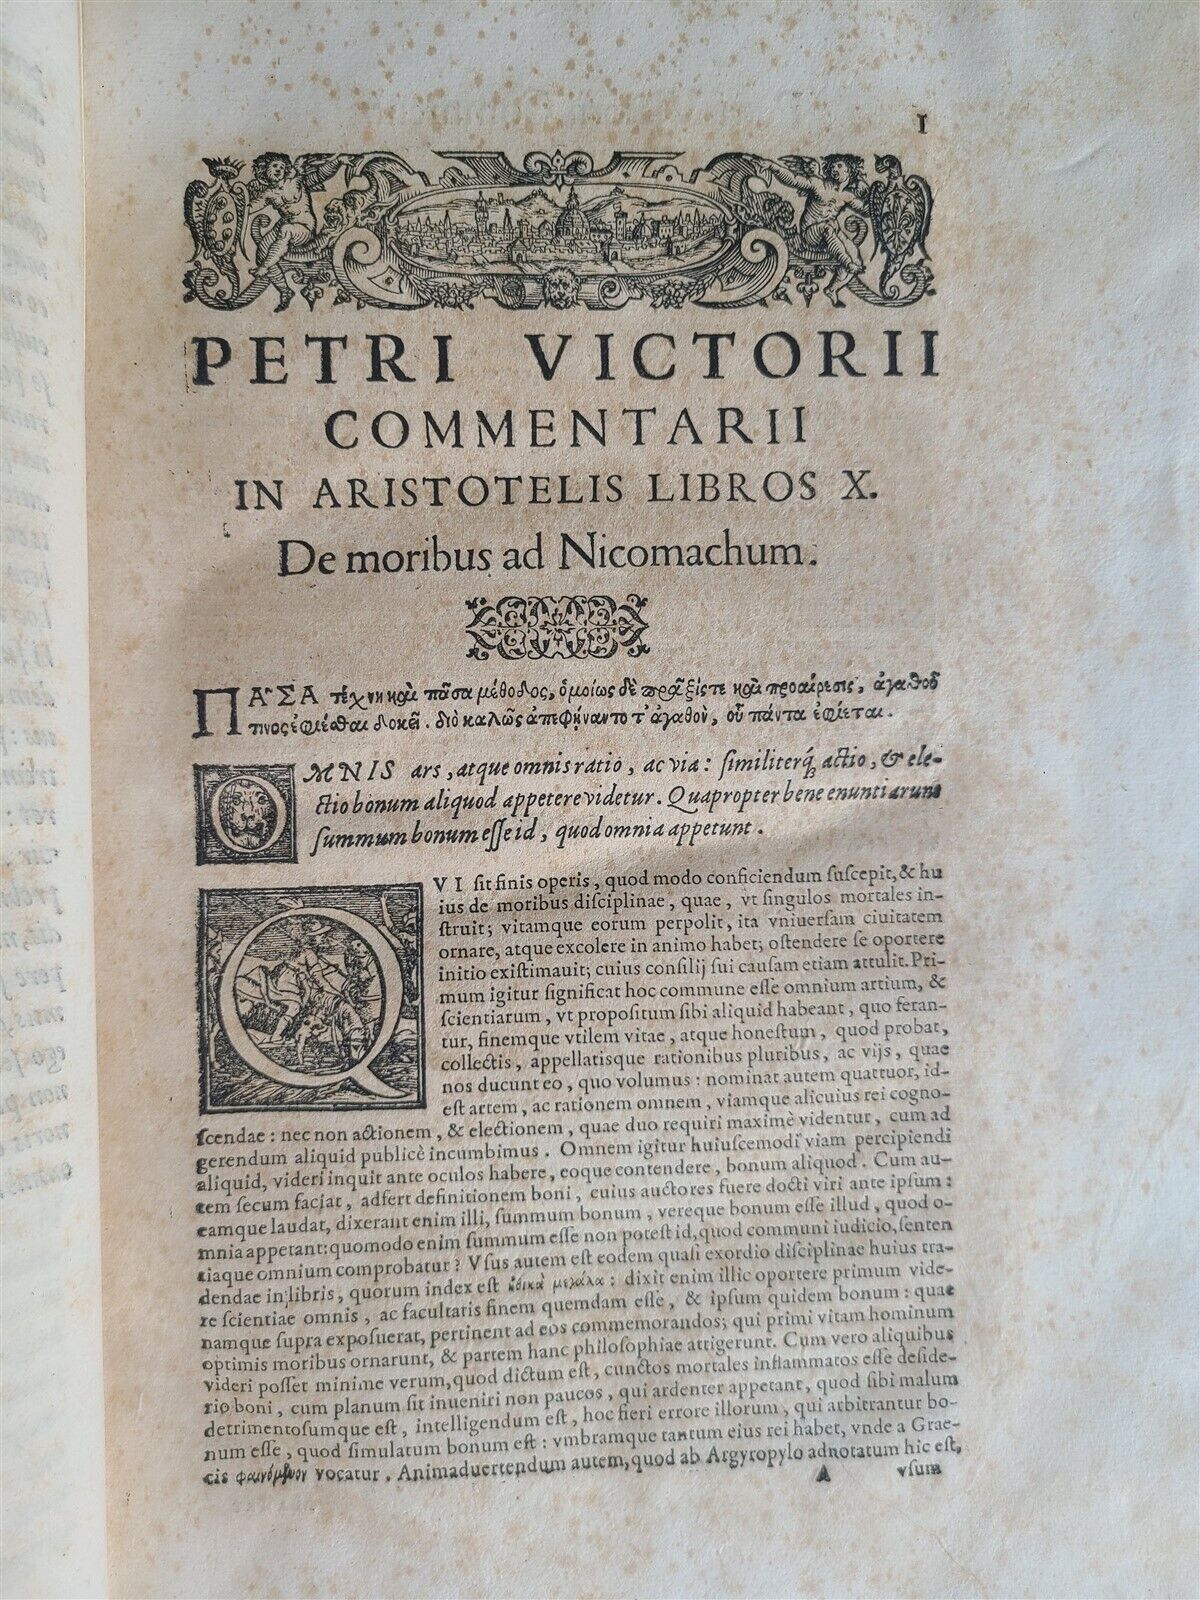 I
PETRI VICTORII
COMMENTARII
IN ARISTOTELIS LIBROS X.
De moribus ad Nicomachum.
ΠΑ͂ΣΑ τέχνη καὶ πᾶσα μέθοδος, ὁμοίως δὲ πρᾶξίς τε καὶ προαίρεσις, ἀγαθοῦ
τινος ἐφίεσθαι δοκεῖ. διὸ καλῶς ἀπεφήναντο τ' ἀγαθὸν, οὗ πάντα ἐφίεται.
OMNIS ars, atque omnis ratio, ac via: similiterq́; actio, & ele-
ctio bonum aliquod appetere videtur. Quapropter bene enuntiarunt
summum bonum esse id, quod omnia appetunt.
QVI sit finis operis, quod modo conficiendum suscepit, & hu
ius de moribus disciplinae, quae, vt singulos mortales in-
struit; vitamque eorum perpolit, ita vniuersam ciuitatem
ornare, atque excolere in animo habet; ostendere se oportere
initio existimauit; cuius consilij sui causam etiam attulit. Pri-
mum igitur significat hoc commune esse omnium artium, &
scientiarum, vt propositum sibi aliquid habeant, quo feran-
tur, finemque vtilem vitae, atque honestum, quod probat,
collectis, appellatisque rationibus pluribus, ac vijs, quae
nos ducunt eo, quo volumus: nominat autem quattuor, id-
est artem, ac rationem omnem, viamque alicuius rei cogno-
scendae: nec non actionem, & electionem, quae duo requiri maximè videntur, cum ad
gerendum aliquid publicè incumbimus. Omnem igitur huiuscemodi viam percipiendi
aliquid, videri inquit ante oculos habere, eoque contendere, bonum aliquod. Cum au-
tem secum faciat, adfert definitionem boni, cuius auctores fuere docti viri ante ipsum:
eamque laudat, dixerant enim illi, summum bonum, vereque bonum esse illud, quod o-
mnia appetant: quomodo enim summum esse non potest id, quod communi iudicio, senten
tiaque omnium comprobatur? Vsus autem est eodem quasi exordio disciplinae huius tra-
dendae in libris, quorum index est ἠθικὰ μεγάλα: dixit enim illic oportere primum vide-
re scientiae omnis, ac facultatis finem quemdam esse, & ipsum quidem bonum: quae
namque supra exposuerat, pertinent ad eos commemorandos; qui primi vitam hominum
optimis moribus ornarunt, & partem hanc philosophiae attigerunt. Cum vero aliquibus
videri posset minime verum, quod dictum est, cunctos mortales inflammatos esse deside-
rio boni, cum planum sit inueniri non paucos, qui ardenter appetant, quod sibi malum
detrimentosumque est, intelligendum est, hoc fieri errore illorum, qui arbitrantur bo-
num esse, quod simulatum bonum est: vmbramque tantum eius rei habet, vnde a Grae-
cis φαινόμενον vocatur. Animaduertendum autem, quod ab Argyropylo adnotatum hic est,
A vsum